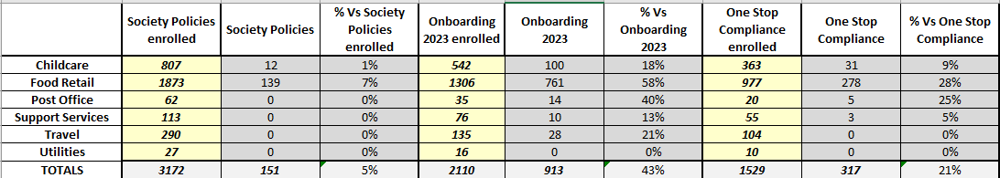 Society Policies enrolled | Society Policies | % Vs Society Policies enrolled | Onboarding 2023 enrolled | Onboarding 2023 | % Vs Onboarding 2023 | One Stop Compliance enrolled | One Stop Compliance | % Vs One Stop Compliance
Childcare | 807 | 12 | 1% | 542 | 100 | 18% | 363 | 31 | 9%
Food Retail | 1873 | 139 | 7% | 1306 | 761 | 58% | 977 | 278 | 28%
Post Office | 62 | 0 | 0% | 35 | 14 | 40% | 20 | 5 | 25%
Support Services | 113 | 0 | 0% | 76 | 10 | 13% | 55 | 3 | 5%
Travel | 290 | 0 | 0% | 135 | 28 | 21% | 104 | 0 | 0%
Utilities | 27 | 0 | 0% | 16 | 0 | 0% | 10 | 0 | 0%
TOTALS | 3172 | 151 | 5% | 2110 | 913 | 43% | 1529 | 317 | 21%